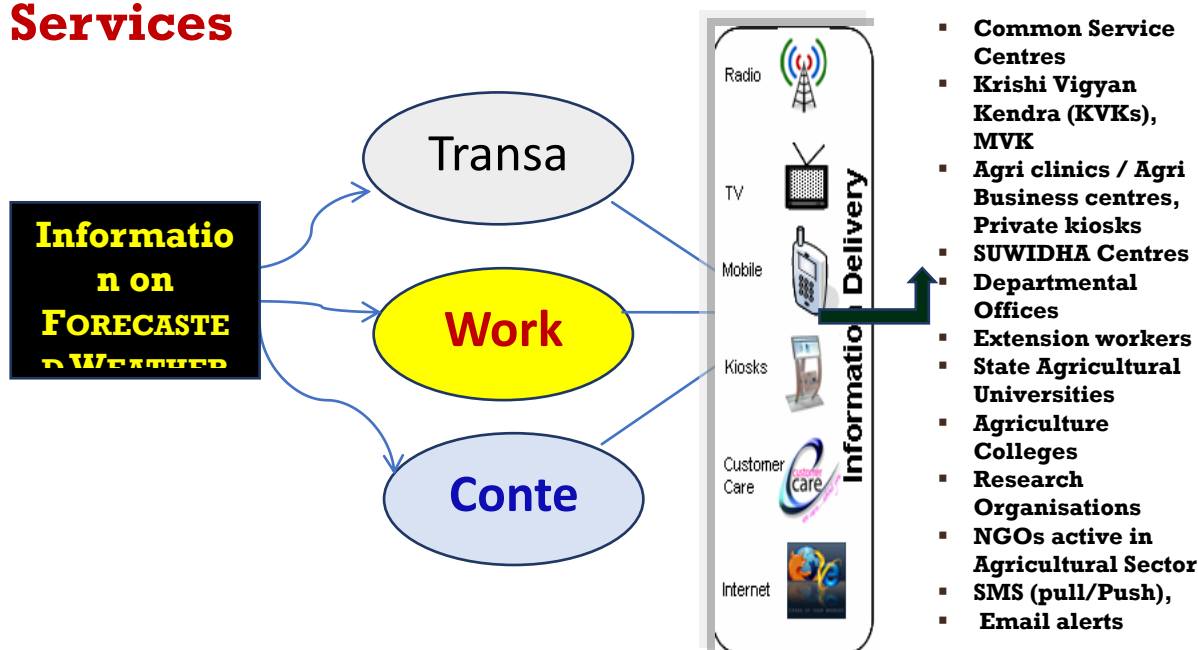 Services
Informatio
n on
FORECASTE
D WEATHER
Transa
Work
Conte
Radio
TV
Mobile
Kiosks
Customer
Care
customer
care
Internet
Information Delivery
▪ Common Service
Centres
▪ Krishi Vigyan
Kendra (KVKs),
MVK
▪ Agri clinics / Agri
Business centres,
Private kiosks
▪ SUWIDHA Centres
▪ Departmental
Offices
▪ Extension workers
▪ State Agricultural
Universities
▪ Agriculture
Colleges
▪ Research
Organisations
▪ NGOs active in
Agricultural Sector
▪ SMS (pull/Push),
▪ Email alerts